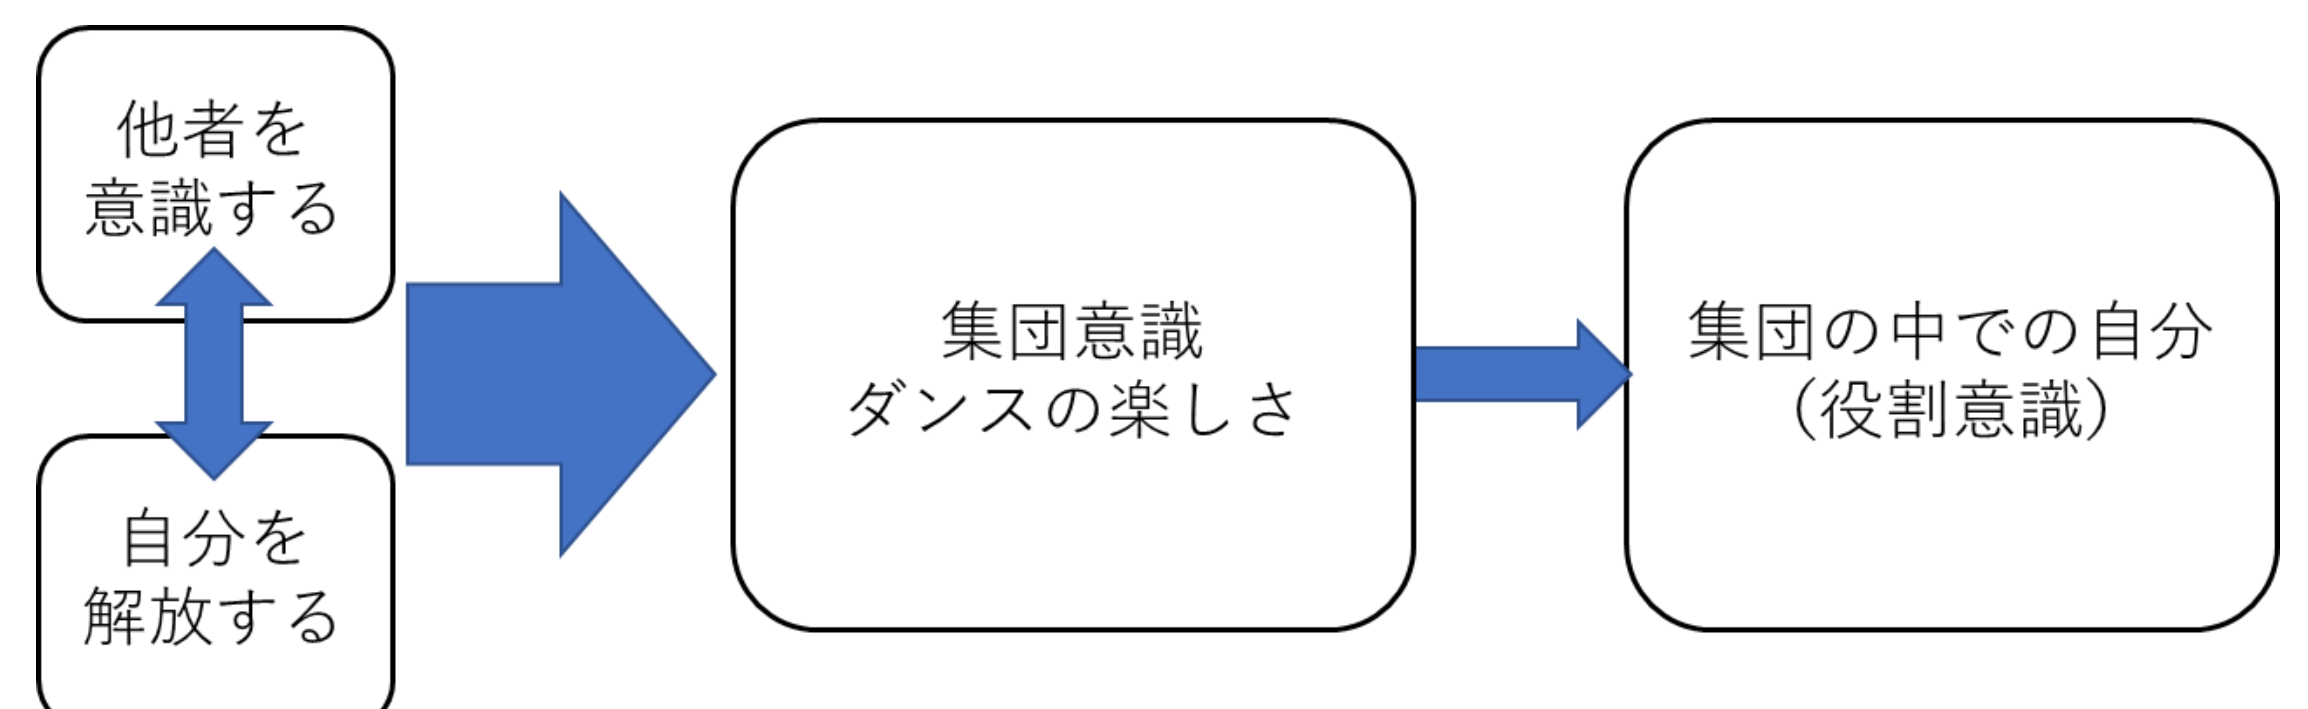 他者を
意識する
自分を
解放する
集団意識
ダンスの楽しさ
集団の中での自分
（役割意識）